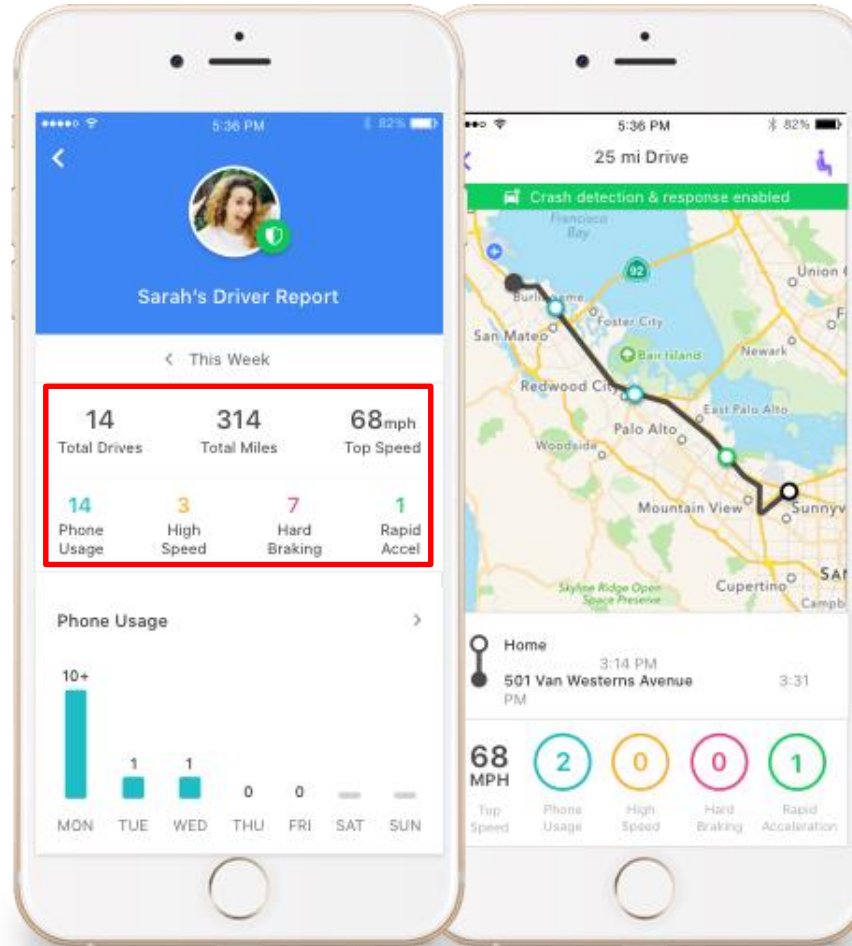 5:36 PM
82%
Sarah's Driver Report
This Week
14
314
68mph
Total Drives
Total Miles
Top Speed
14
3
7
1
Phone
High
Hard
Rapid
Usage
Speed
Braking
Accel
Phone Usage
10+
1
1
0
0
MON
TUE
WED
THU
FRI
SAT
SUN
5:36 PM
82%
25 mi Drive
Crash detection & response enabled
Francisco
Bay
92
Union
San Mateo
Foster City
Bair Island
Newark
Redwood City
East Palo Alto
Palo Alto
Woodside
Mountain View
Sunnyv
Skyline Ridge Open
Space Preserve
Cupertino
Campb
Home
3:14 PM
501 Van Westerns Avenue
3:31
PM
68
MPH
2
0
0
1
Top
Phone
High
Hard
Rapid
Speed
Usage
Speed
Braking
Acceleration